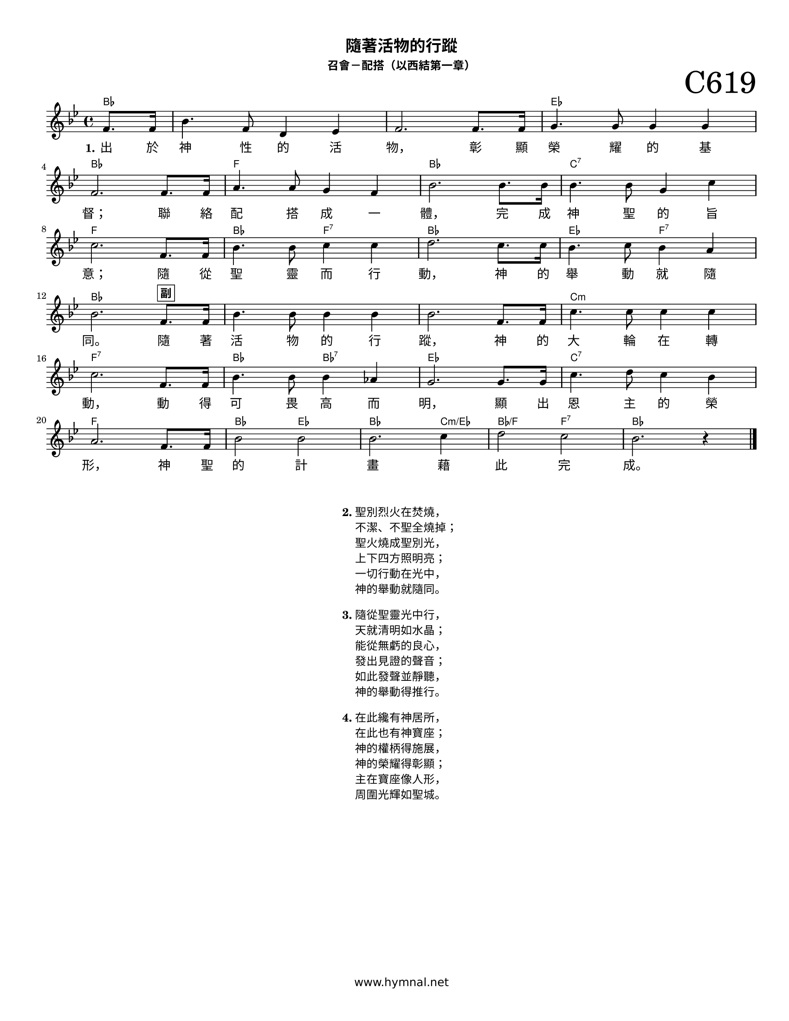 隨著活物的行蹤
召會－配搭（以西結第一章）
C619
B♭ E♭
1. 出 於 神 性 的 活 物， 彰 顯 榮 耀 的 基
4 B♭ F B♭ C7
督； 聯 絡 配 搭 成 一 體， 完 成 神 聖 的 旨
8 F B♭ F7 B♭ E♭ F7
意； 隨 從 聖 靈 而 行 動， 神 的 舉 動 就 隨
12 B♭ 副 Cm
同。 隨 著 活 物 的 行 蹤， 神 的 大 輪 在 轉
16 F7 B♭ B♭7 E♭ C7
動， 動 得 可 畏 高 而 明， 顯 出 恩 主 的 榮
20 F B♭ E♭ B♭ Cm/E♭ B♭/F F7 B♭
形， 神 聖 的 計 畫 藉 此 完 成。
2. 聖別烈火在焚燒，
不潔、不聖全燒掉；
聖火燒成聖別光，
上下四方照明亮；
一切行動在光中，
神的舉動就隨同。
3. 隨從聖靈光中行，
天就清明如水晶；
能從無虧的良心，
發出見證的聲音；
如此發聲並靜聽，
神的舉動得推行。
4. 在此纔有神居所，
在此也有神寶座；
神的權柄得施展，
神的榮耀得彰顯；
主在寶座像人形，
周圍光輝如聖城。
www.hymnal.net